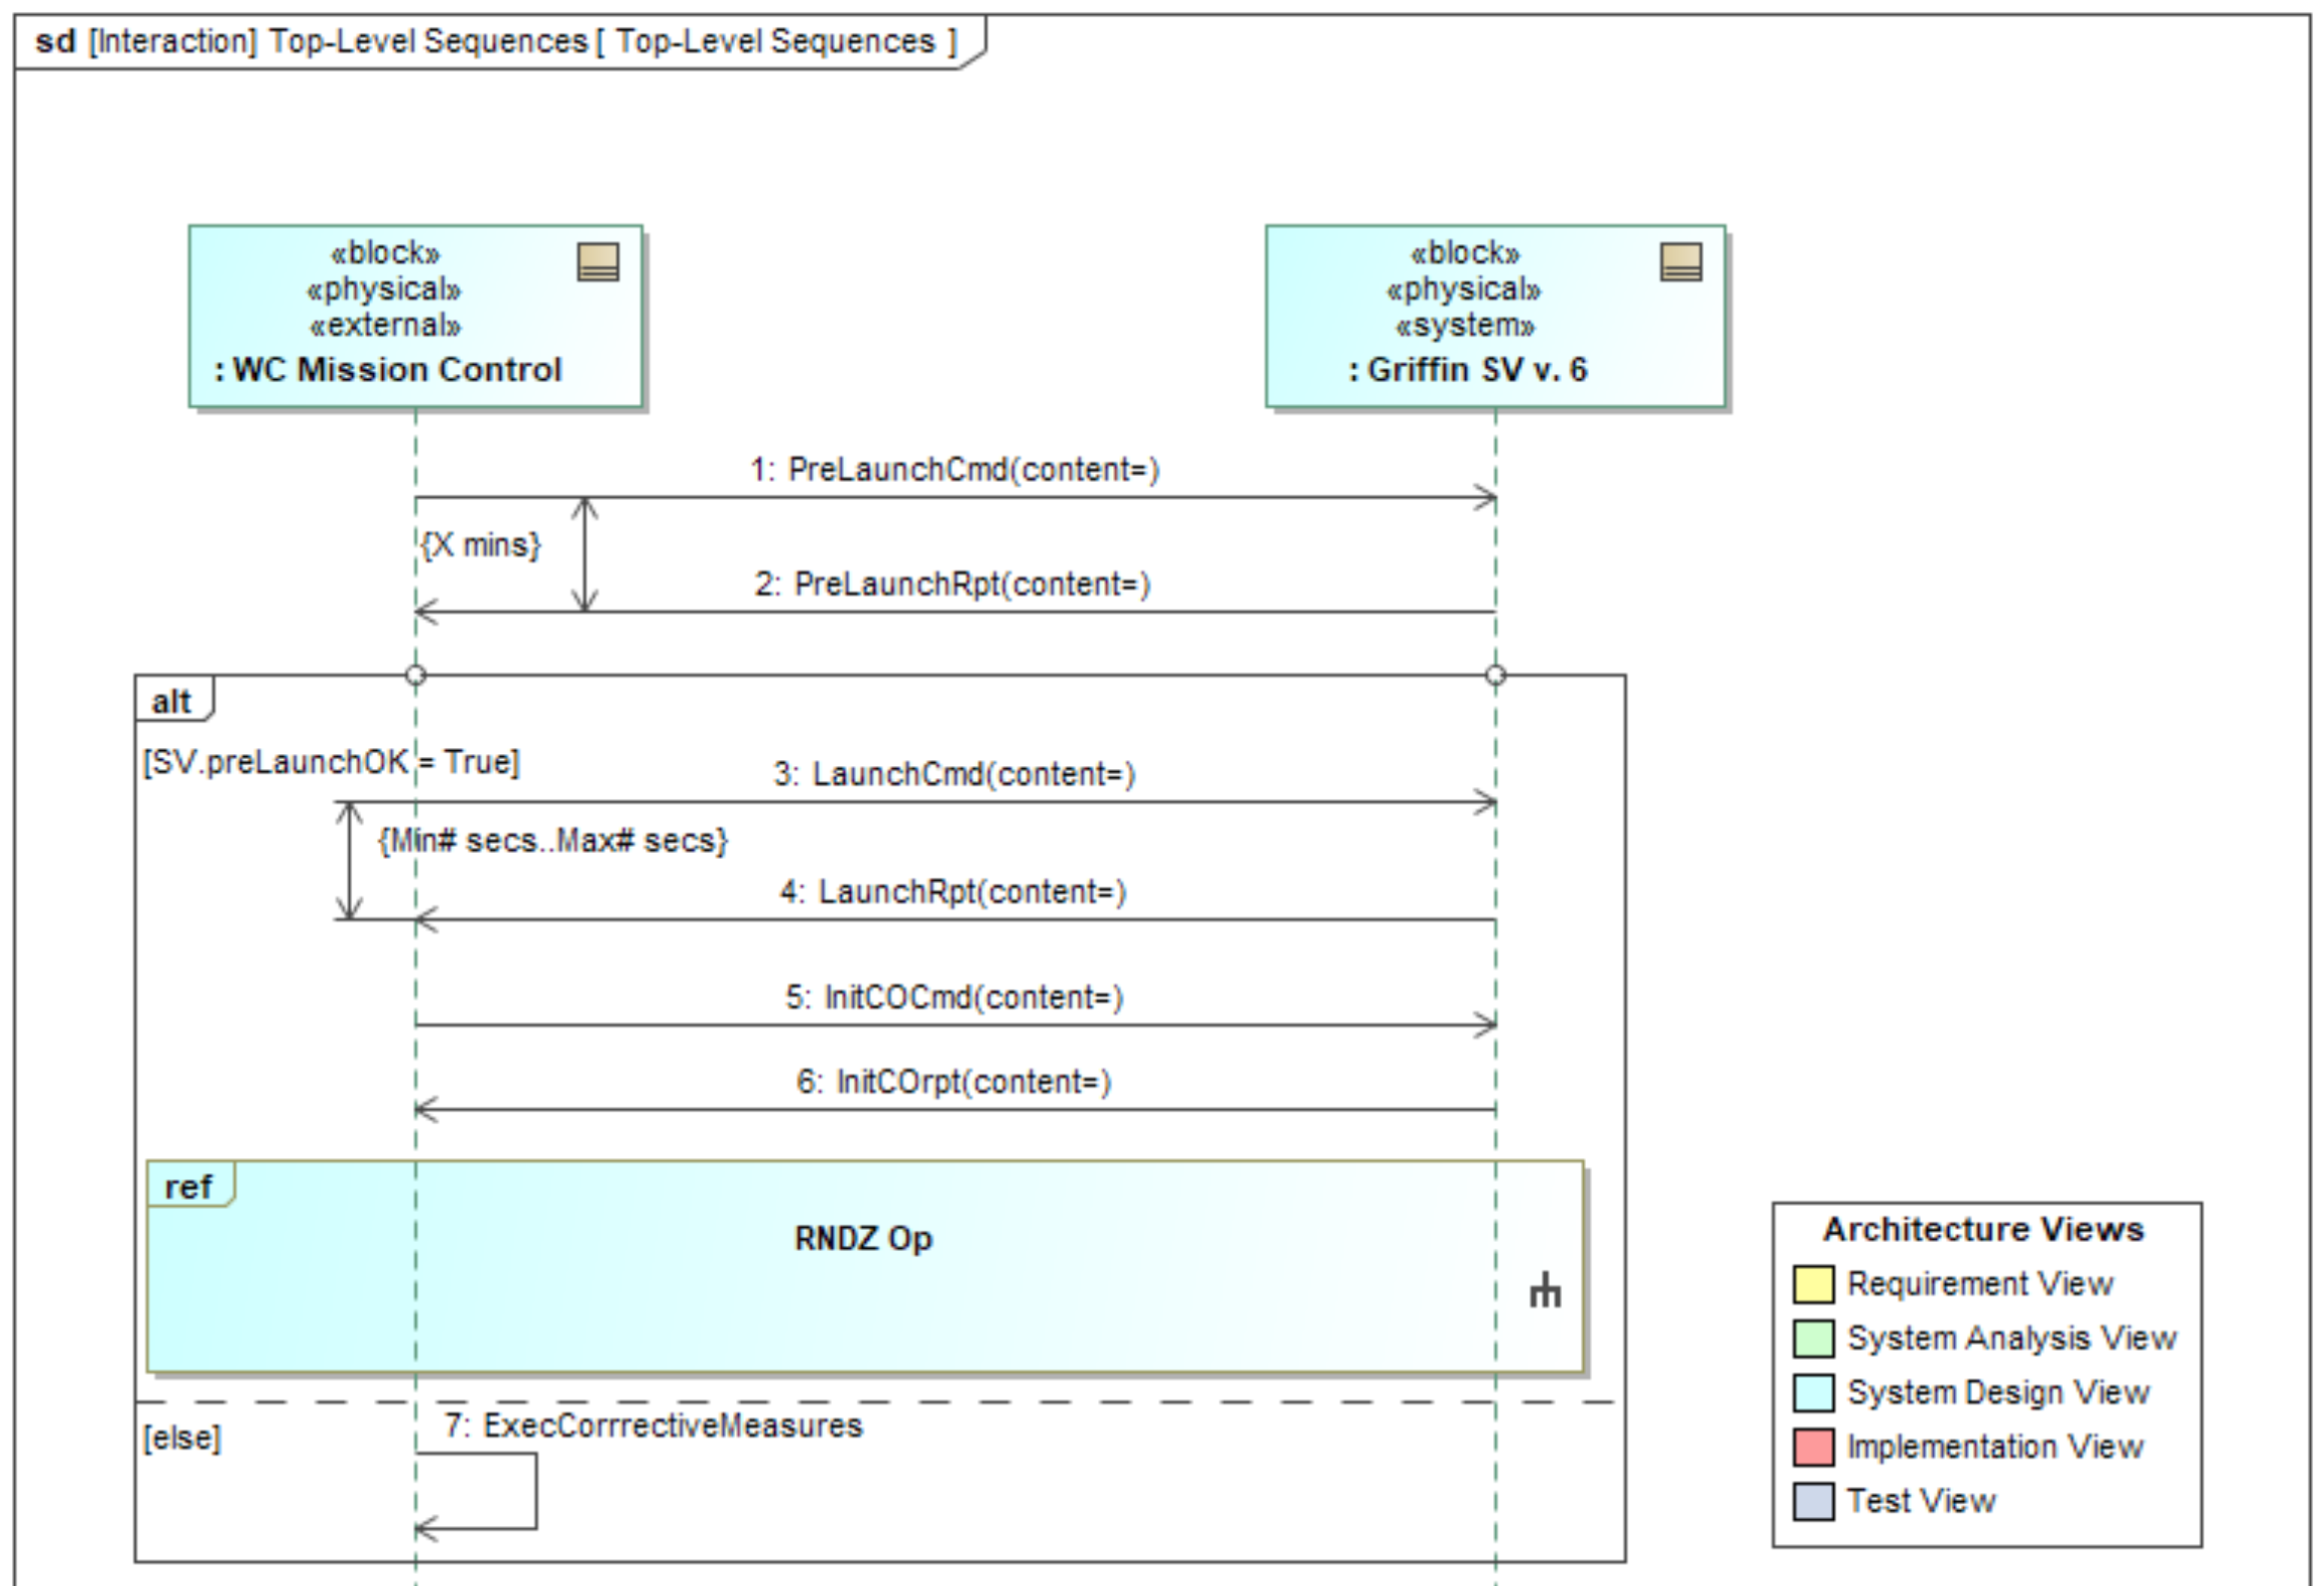 sd [Interaction] Top-Level Sequences [ Top-Level Sequences ]
«block»
«physical»
«external»
: WC Mission Control
«block»
«physical»
«system»
: Griffin SV v. 6
1: PreLaunchCmd(content=)
{X mins}
2: PreLaunchRpt(content=)
alt
[SV.preLaunchOK = True]
3: LaunchCmd(content=)
{Min# secs..Max# secs}
4: LaunchRpt(content=)
5: InitCOCmd(content=)
6: InitCOrpt(content=)
ref
RNDZ Op
[else]
7: ExecCorrrectiveMeasures
Architecture Views
Requirement View
System Analysis View
System Design View
Implementation View
Test View